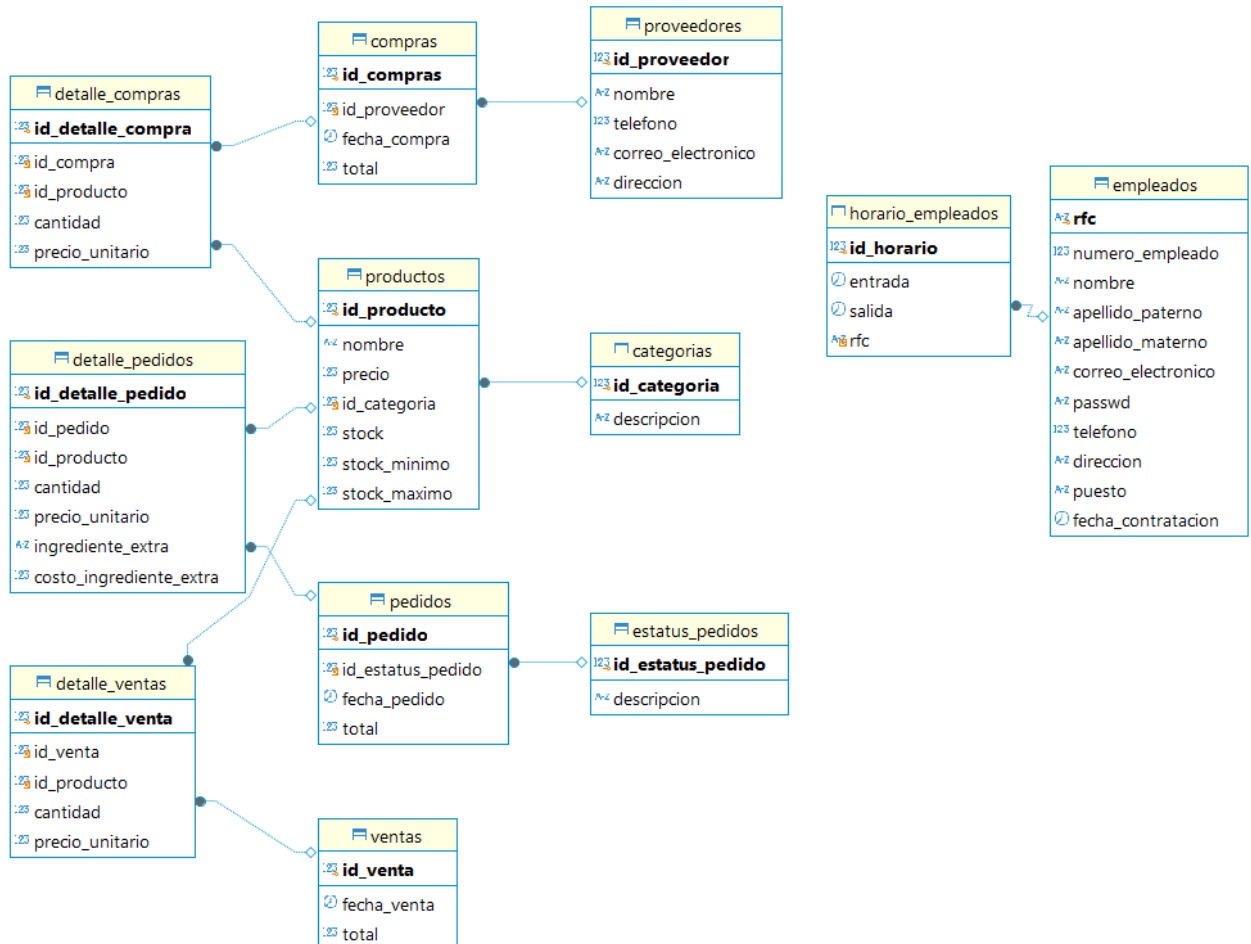 compras
id_compras
id_proveedor
fecha_compra
total
proveedores
id_proveedor
nombre
telefono
correo_electronico
direccion
detalle_compras
id_detalle_compra
id_compra
id_producto
cantidad
precio_unitario
horario_empleados
id_horario
entrada
salida
rfc
empleados
rfc
numero_empleado
nombre
apellido_paterno
apellido_materno
correo_electronico
passwd
telefono
direccion
puesto
fecha_contratacion
productos
id_producto
nombre
precio
id_categoria
stock
stock_minimo
stock_maximo
categorias
id_categoria
descripcion
detalle_pedidos
id_detalle_pedido
id_pedido
id_producto
cantidad
precio_unitario
ingrediente_extra
costo_ingrediente_extra
pedidos
id_pedido
id_estatus_pedido
fecha_pedido
total
estatus_pedidos
id_estatus_pedido
descripcion
detalle_ventas
id_detalle_venta
id_venta
id_producto
cantidad
precio_unitario
ventas
id_venta
fecha_venta
total